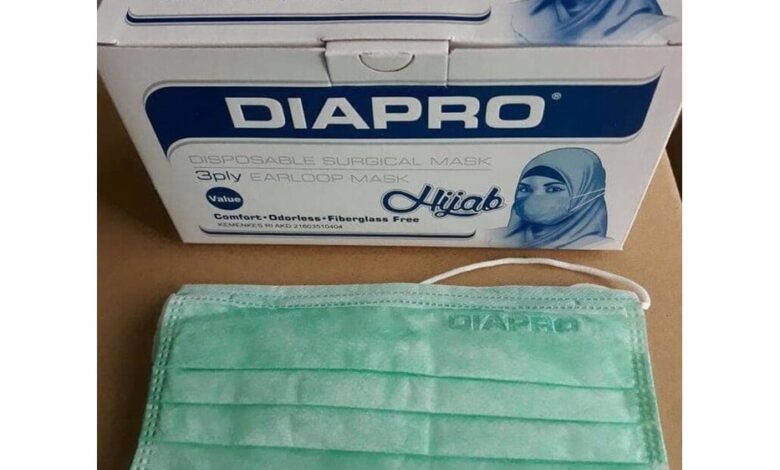 DIAPRO®
DISPOSABLE SURGICAL MASK
3ply EARLOOP MASK
Value
Hijab
Comfort • Odorless • Fiberglass Free
KEMENKES RI AKD 21603510404
DIAPRO